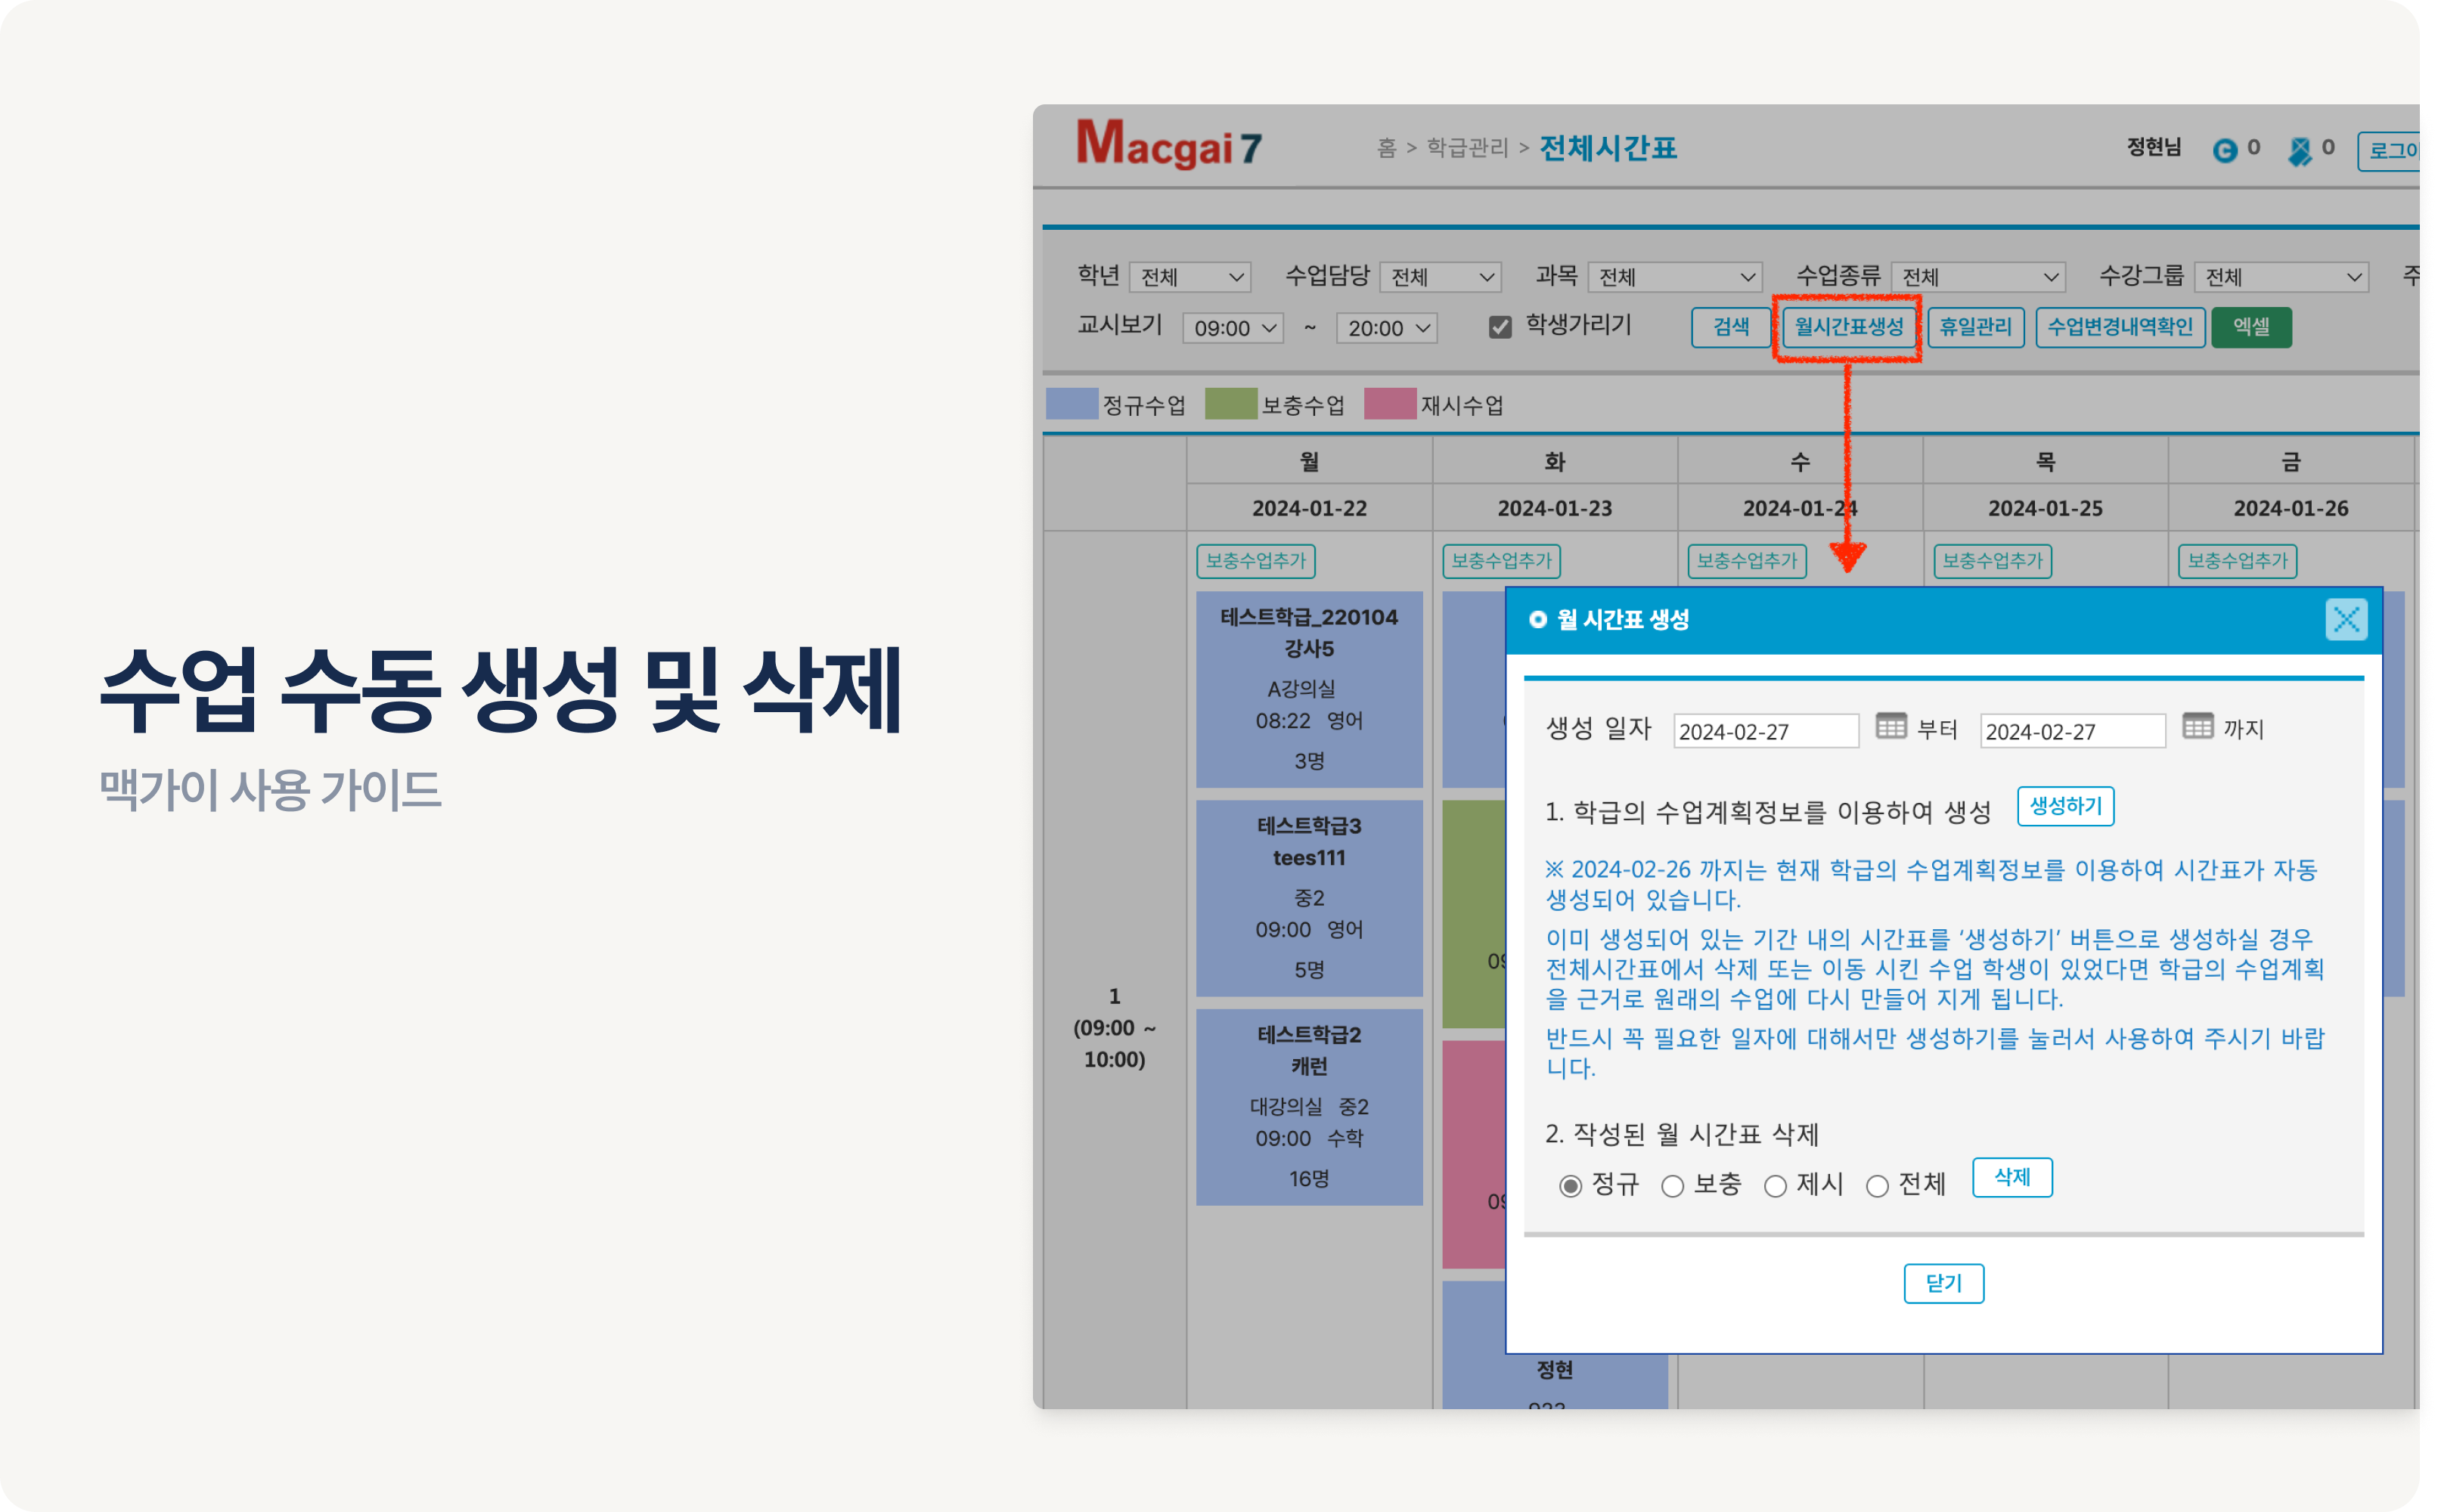 수업 수동 생성 및 삭제
맥가이 사용 가이드
Macgai 7
홈 > 학급관리 > 전체시간표
정현님 0 0
학년 전체 수업담당 전체 과목 전체 수업종류 전체 수강그룹 전체
교시보기 09:00 ~ 20:00 학생가리기 검색 월시간표생성 휴일관리 수업변경내역확인 엑셀
정규수업 보충수업 재시수업
월 화 수 목 금
2024-01-22 2024-01-23 2024-01-24 2024-01-25 2024-01-26
보충수업추가 보충수업추가 보충수업추가 보충수업추가 보충수업추가
1
(09:00 ~
10:00)
테스트학급_220104
강사5
A강의실
08:22 영어
3명
테스트학급3
tees111
중2
09:00 영어
5명
테스트학급2
캐런
대강의실 중2
09:00 수학
16명
정현
월 시간표 생성
생성 일자 2024-02-27 부터 2024-02-27 까지
1. 학급의 수업계획정보를 이용하여 생성 생성하기
※ 2024-02-26 까지는 현재 학급의 수업계획정보를 이용하여 시간표가 자동
생성되어 있습니다.
이미 생성되어 있는 기간 내의 시간표를 '생성하기' 버튼으로 생성하실 경우
전체시간표에서 삭제 또는 이동 시킨 수업 학생이 있었다면 학급의 수업계획
을 근거로 원래의 수업에 다시 만들어 지게 됩니다.
반드시 꼭 필요한 일자에 대해서만 생성하기를 눌러서 사용하여 주시기 바랍
니다.
2. 작성된 월 시간표 삭제
정규 보충 제시 전체 삭제
닫기